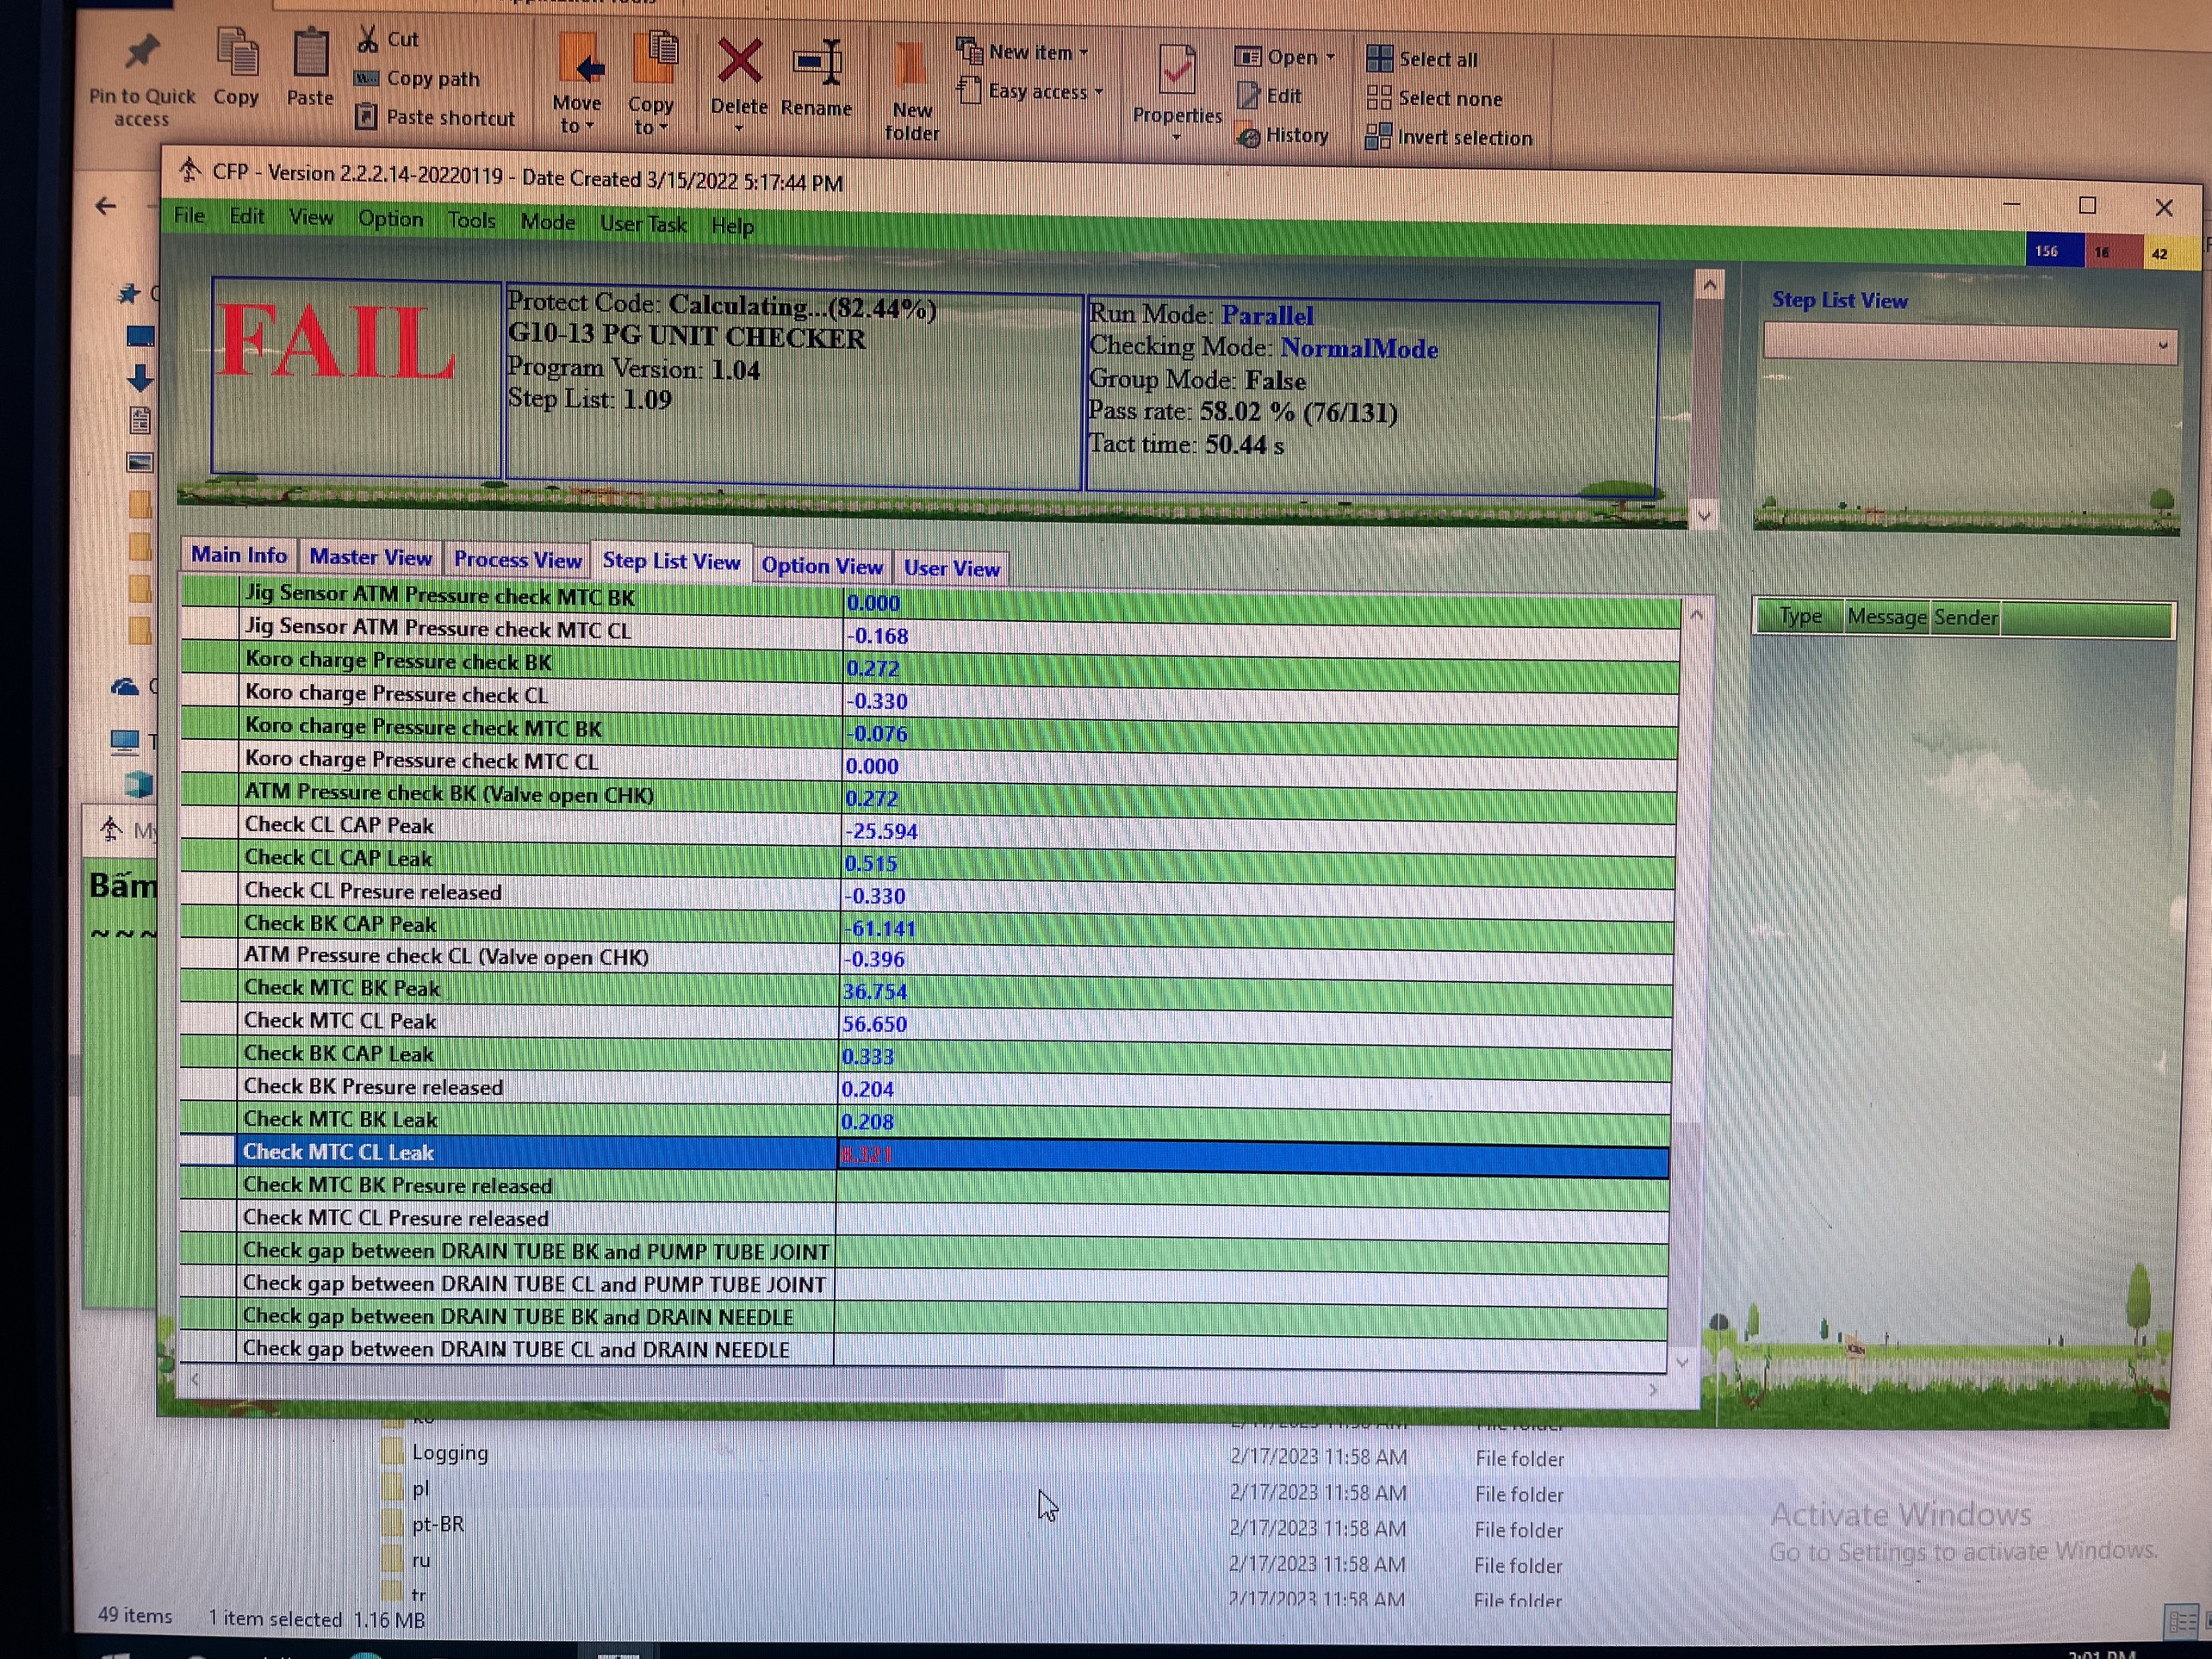 Pin to Quick access
Copy
Paste
Cut
Copy path
Paste shortcut
Move to
Copy to
Delete
Rename
New folder
New item
Easy access
Properties
Open
Edit
History
Select all
Select none
Invert selection
CFP - Version 2.2.2.14-20220119 - Date Created 3/15/2022 5:17:44 PM
File Edit View Option Tools Mode User Task Help
156 16 42
FAIL
Protect Code: Calculating...(82.44%)
G10-13 PG UNIT CHECKER
Program Version: 1.04
Step List: 1.09
Run Mode: Parallel
Checking Mode: NormalMode
Group Mode: False
Pass rate: 58.02 % (76/131)
Tact time: 50.44 s
Step List View
Main Info Master View Process View Step List View Option View User View
Type Message Sender
Jig Sensor ATM Pressure check MTC BK 0.000
Jig Sensor ATM Pressure check MTC CL -0.168
Koro charge Pressure check BK 0.272
Koro charge Pressure check CL -0.330
Koro charge Pressure check MTC BK -0.076
Koro charge Pressure check MTC CL 0.000
ATM Pressure check BK (Valve open CHK) 0.272
Check CL CAP Peak -25.594
Check CL CAP Leak 0.515
Check CL Presure released -0.330
Check BK CAP Peak -61.141
ATM Pressure check CL (Valve open CHK) -0.396
Check MTC BK Peak 36.754
Check MTC CL Peak 56.650
Check BK CAP Leak 0.333
Check BK Presure released 0.204
Check MTC BK Leak 0.208
Check MTC CL Leak
Check MTC BK Presure released
Check MTC CL Presure released
Check gap between DRAIN TUBE BK and PUMP TUBE JOINT
Check gap between DRAIN TUBE CL and PUMP TUBE JOINT
Check gap between DRAIN TUBE BK and DRAIN NEEDLE
Check gap between DRAIN TUBE CL and DRAIN NEEDLE
My
Bấm
~~~
Logging 2/17/2023 11:58 AM File folder
pl 2/17/2023 11:58 AM File folder
pt-BR 2/17/2023 11:58 AM File folder
ru 2/17/2023 11:58 AM File folder
tr 2/17/2023 11:58 AM File folder
Activate Windows
Go to Settings to activate Windows.
49 items 1 item selected 1.16 MB